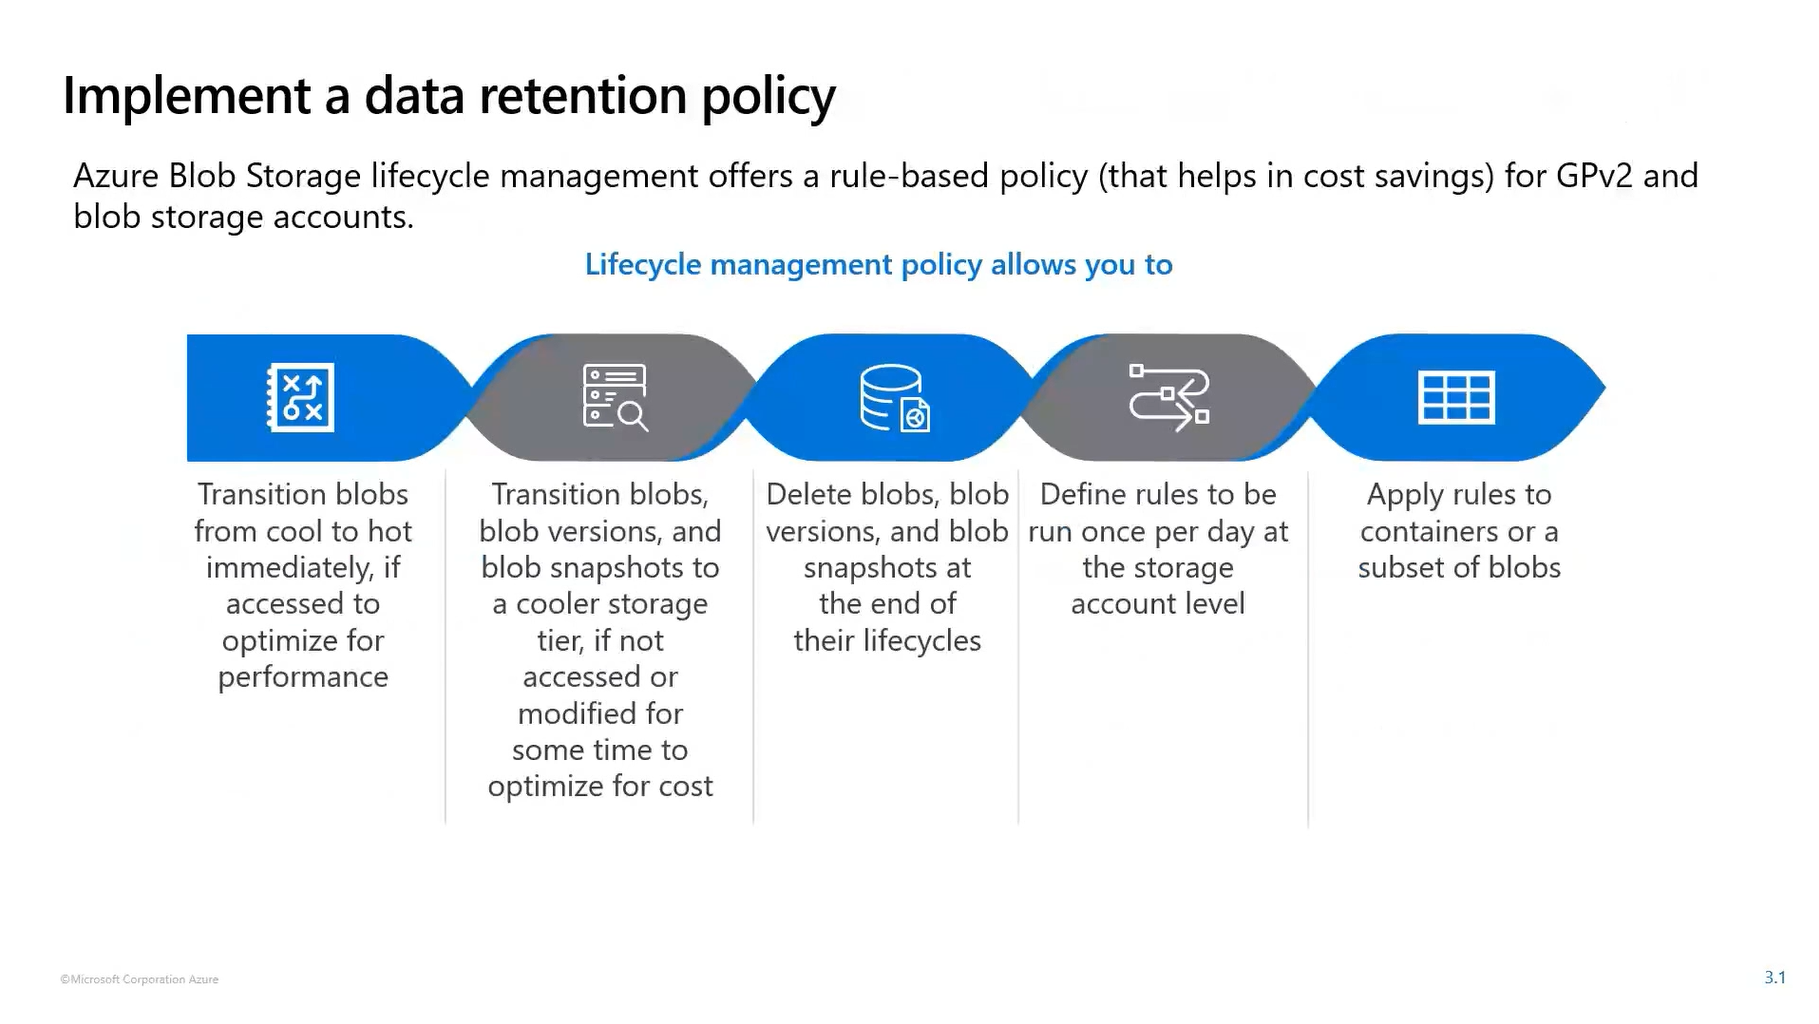 Implement a data retention policy
Azure Blob Storage lifecycle management offers a rule-based policy (that helps in cost savings) for GPv2 and
blob storage accounts.
Lifecycle management policy allows you to
Transition blobs
from cool to hot
immediately, if
accessed to
optimize for
performance
Transition blobs,
blob versions, and
blob snapshots to
a cooler storage
tier, if not
accessed or
modified for
some time to
optimize for cost
Delete blobs, blob
versions, and blob
snapshots at
the end of
their lifecycles
Define rules to be
run once per day at
the storage
account level
Apply rules to
containers or a
subset of blobs
©Microsoft Corporation Azure
3.1